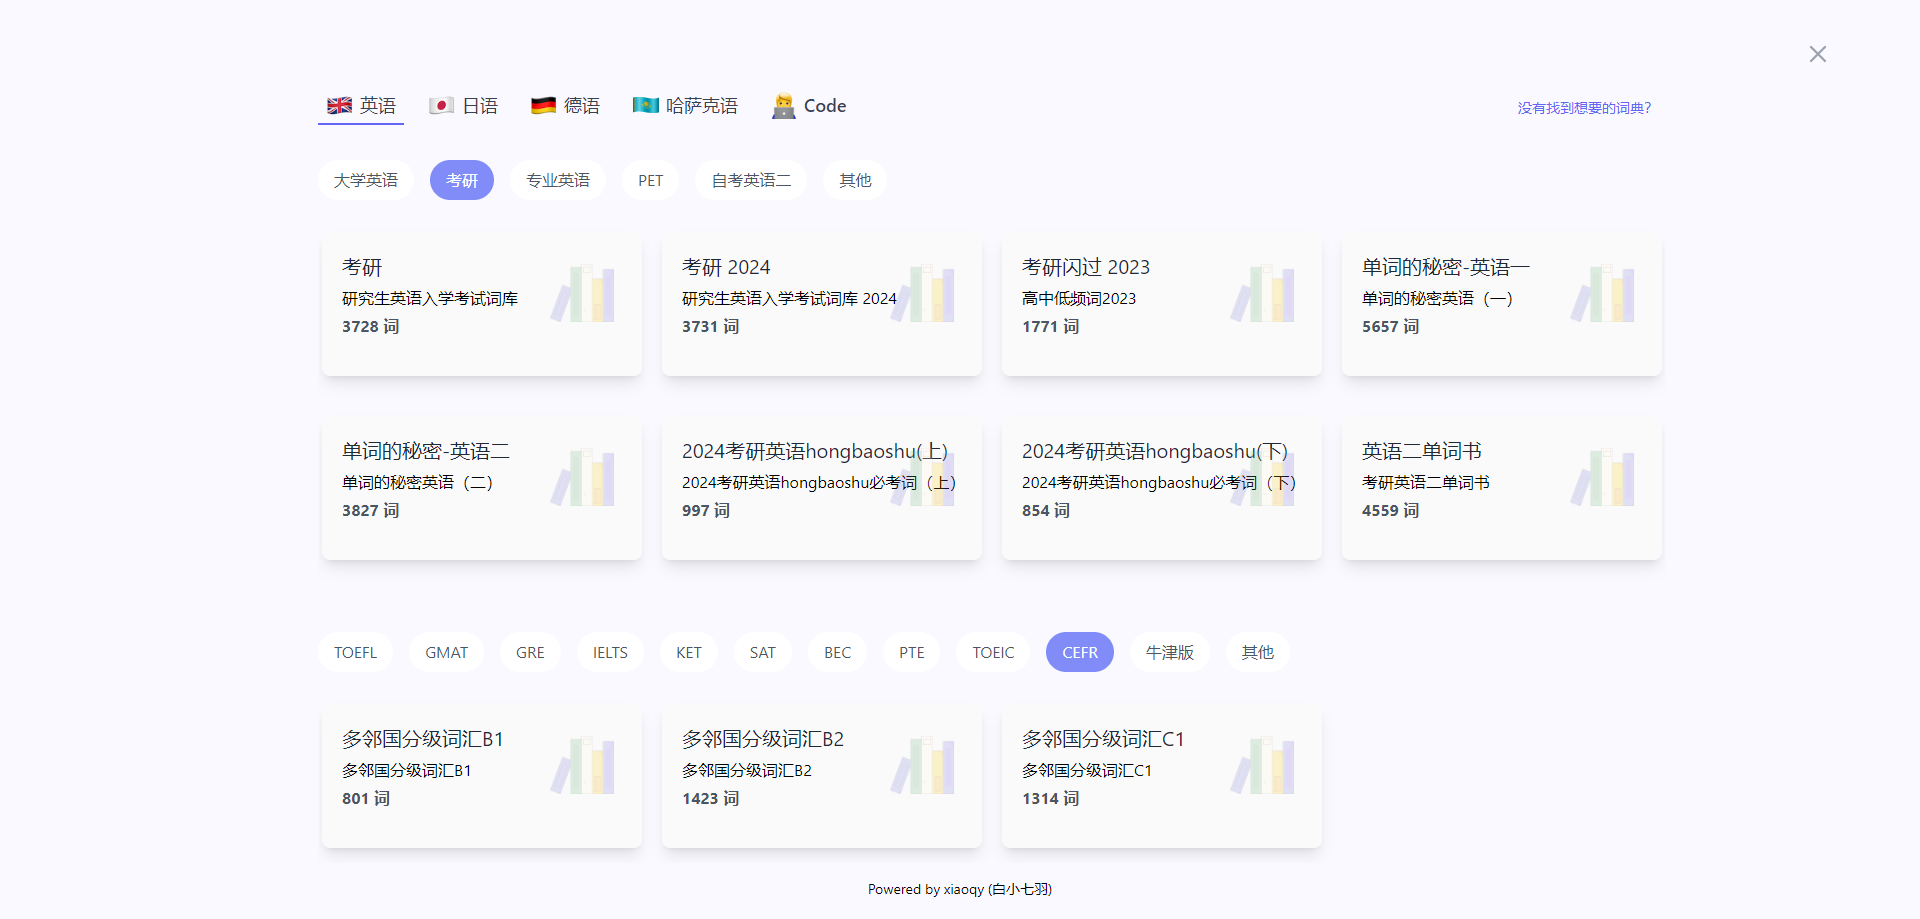 英语 日语 德语 哈萨克语 Code 没有找到想要的词典?
大学英语 考研 专业英语 PET 自考英语二 其他
考研
研究生英语入学考试词库
3728 词
考研 2024
研究生英语入学考试词库 2024
3731 词
考研闪过 2023
高中低频词2023
1771 词
单词的秘密-英语一
单词的秘密英语（一）
5657 词
单词的秘密-英语二
单词的秘密英语（二）
3827 词
2024考研英语hongbaoshu(上)
2024考研英语hongbaoshu必考词（上）
997 词
2024考研英语hongbaoshu(下)
2024考研英语hongbaoshu必考词（下）
854 词
英语二单词书
考研英语二单词书
4559 词
TOEFL GMAT GRE IELTS KET SAT BEC PTE TOEIC CEFR 牛津版 其他
多邻国分级词汇B1
多邻国分级词汇B1
801 词
多邻国分级词汇B2
多邻国分级词汇B2
1423 词
多邻国分级词汇C1
多邻国分级词汇C1
1314 词
Powered by xiaoqy (白小七羽)